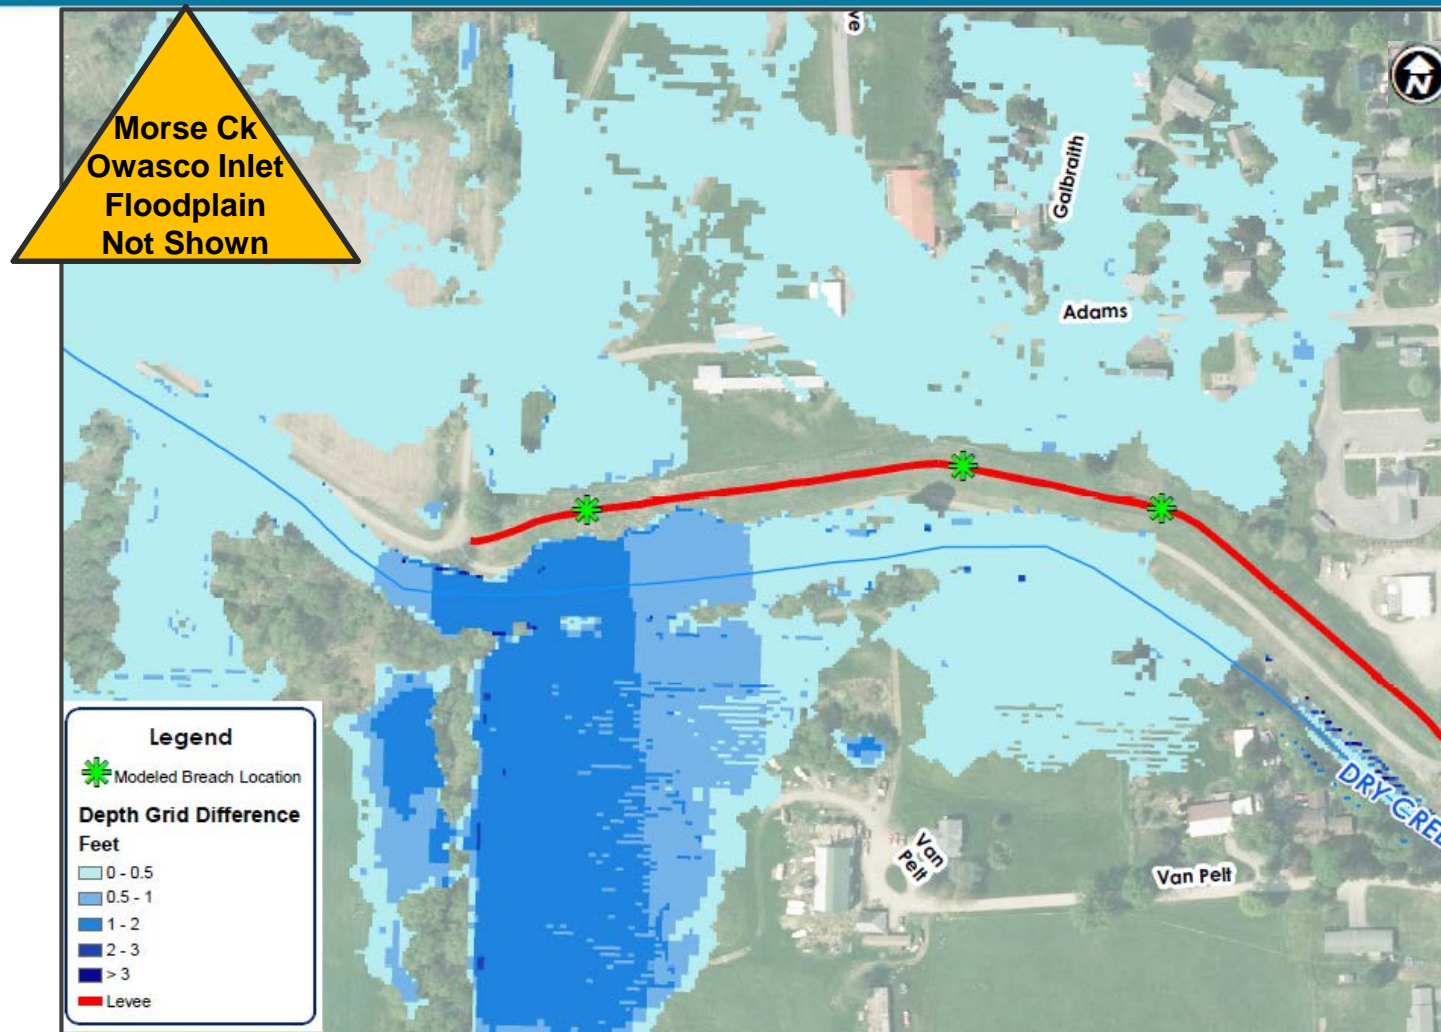 ve
N
Morse Ck
Owasco Inlet
Floodplain
Not Shown
Galbraith
Adams
Legend
Modeled Breach Location
Depth Grid Difference
Feet
0 - 0.5
0.5 - 1
1 - 2
2 - 3
> 3
Levee
DRY CREE
Van
Pelt
Van Pelt